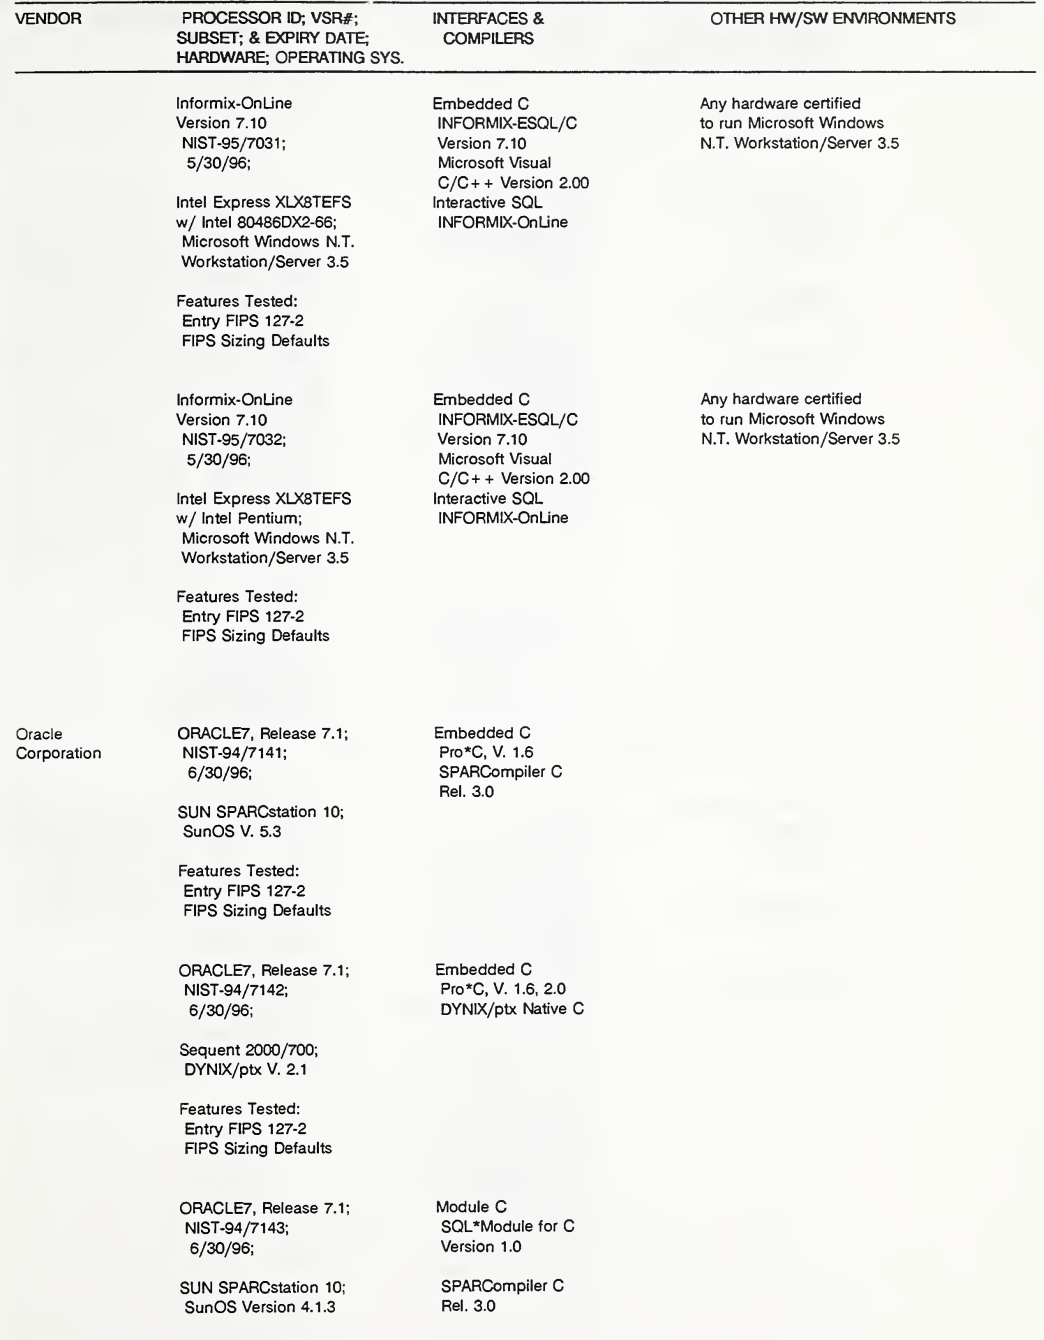 VENDOR
PROCESSOR ID; VSR#;
SUBSET; & EXPIRY DATE;
HARDWARE; OPERATING SYS.
INTERFACES &
COMPILERS
OTHER HW/SW ENVIRONMENTS
Informix-OnLine
Version 7.10
NIST-95/7031;
5/30/96;
Intel Express XLX8TEFS
w/ Intel 80486DX2-66;
Microsoft Windows N.T.
Workstation/Server 3.5
Features Tested:
Entry FIPS 127-2
FIPS Sizing Defaults
Embedded C
INFORMIX-ESQL/C
Version 7.10
Microsoft Visual
C/C+ + Version 2.00
Interactive SQL
INFORMIX-OnLine
Any hardware certified
to run Microsoft Windows
N.T. Workstation/Server 3.5
Informix-OnLine
Version 7.10
NIST-95/7032;
5/30/96;
Intel Express XLX8TEFS
w/ Intel Pentium;
Microsoft Windows N.T.
Workstation/Server 3.5
Features Tested:
Entry FIPS 127-2
FIPS Sizing Defaults
Embedded C
INFORMIX-ESQL/C
Version 7.10
Microsoft Visual
C/C+ + Version 2.00
Interactive SQL
INFORMIX-OnLine
Any hardware certified
to run Microsoft Windows
N.T. Workstation/Server 3.5
Oracle
Corporation
ORACLE7, Release 7.1;
NIST-94/7141;
6/30/96;
SUN SPARCstation 10;
SunOS V. 5.3
Features Tested:
Entry FIPS 127-2
FIPS Sizing Defaults
Embedded C
Pro*C, V. 1.6
SPARCompiler C
Rel. 3.0
ORACLE7, Release 7.1;
NIST-94/7142;
6/30/96;
Sequent 2000/700;
DYNIX/ptx V. 2.1
Features Tested:
Entry FIPS 127-2
FIPS Sizing Defaults
Embedded C
Pro*C, V. 1.6, 2.0
DYNIX/ptx Native C
ORACLE7, Release 7.1;
NIST-94/7143;
6/30/96;
SUN SPARCstation 10;
SunOS Version 4.1.3
Module C
SQL*Module for C
Version 1.0
SPARCompiler C
Rel. 3.0